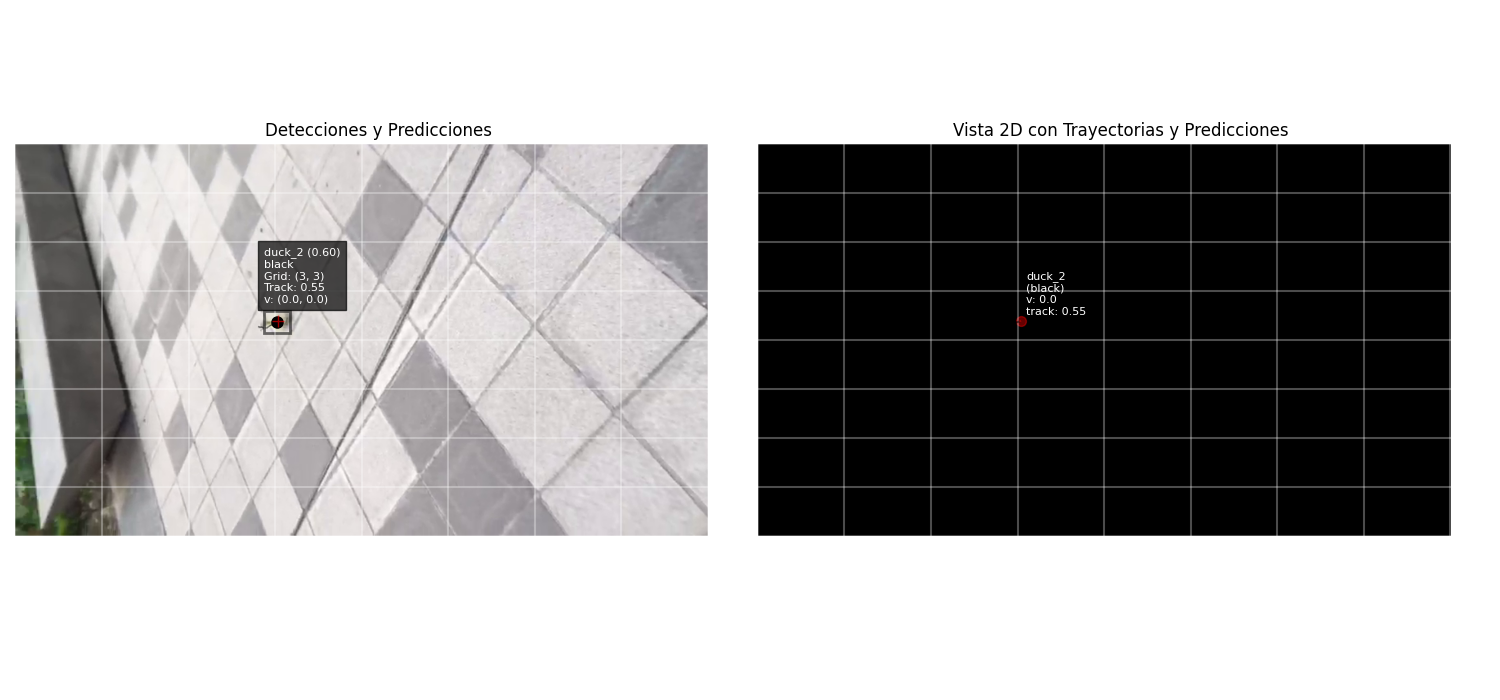 Detecciones y Predicciones
duck_2 (0.60)
black
Grid: (3, 3)
Track: 0.55
v: (0.0, 0.0)
Vista 2D con Trayectorias y Predicciones
duck_2
(black)
v: 0.0
track: 0.55